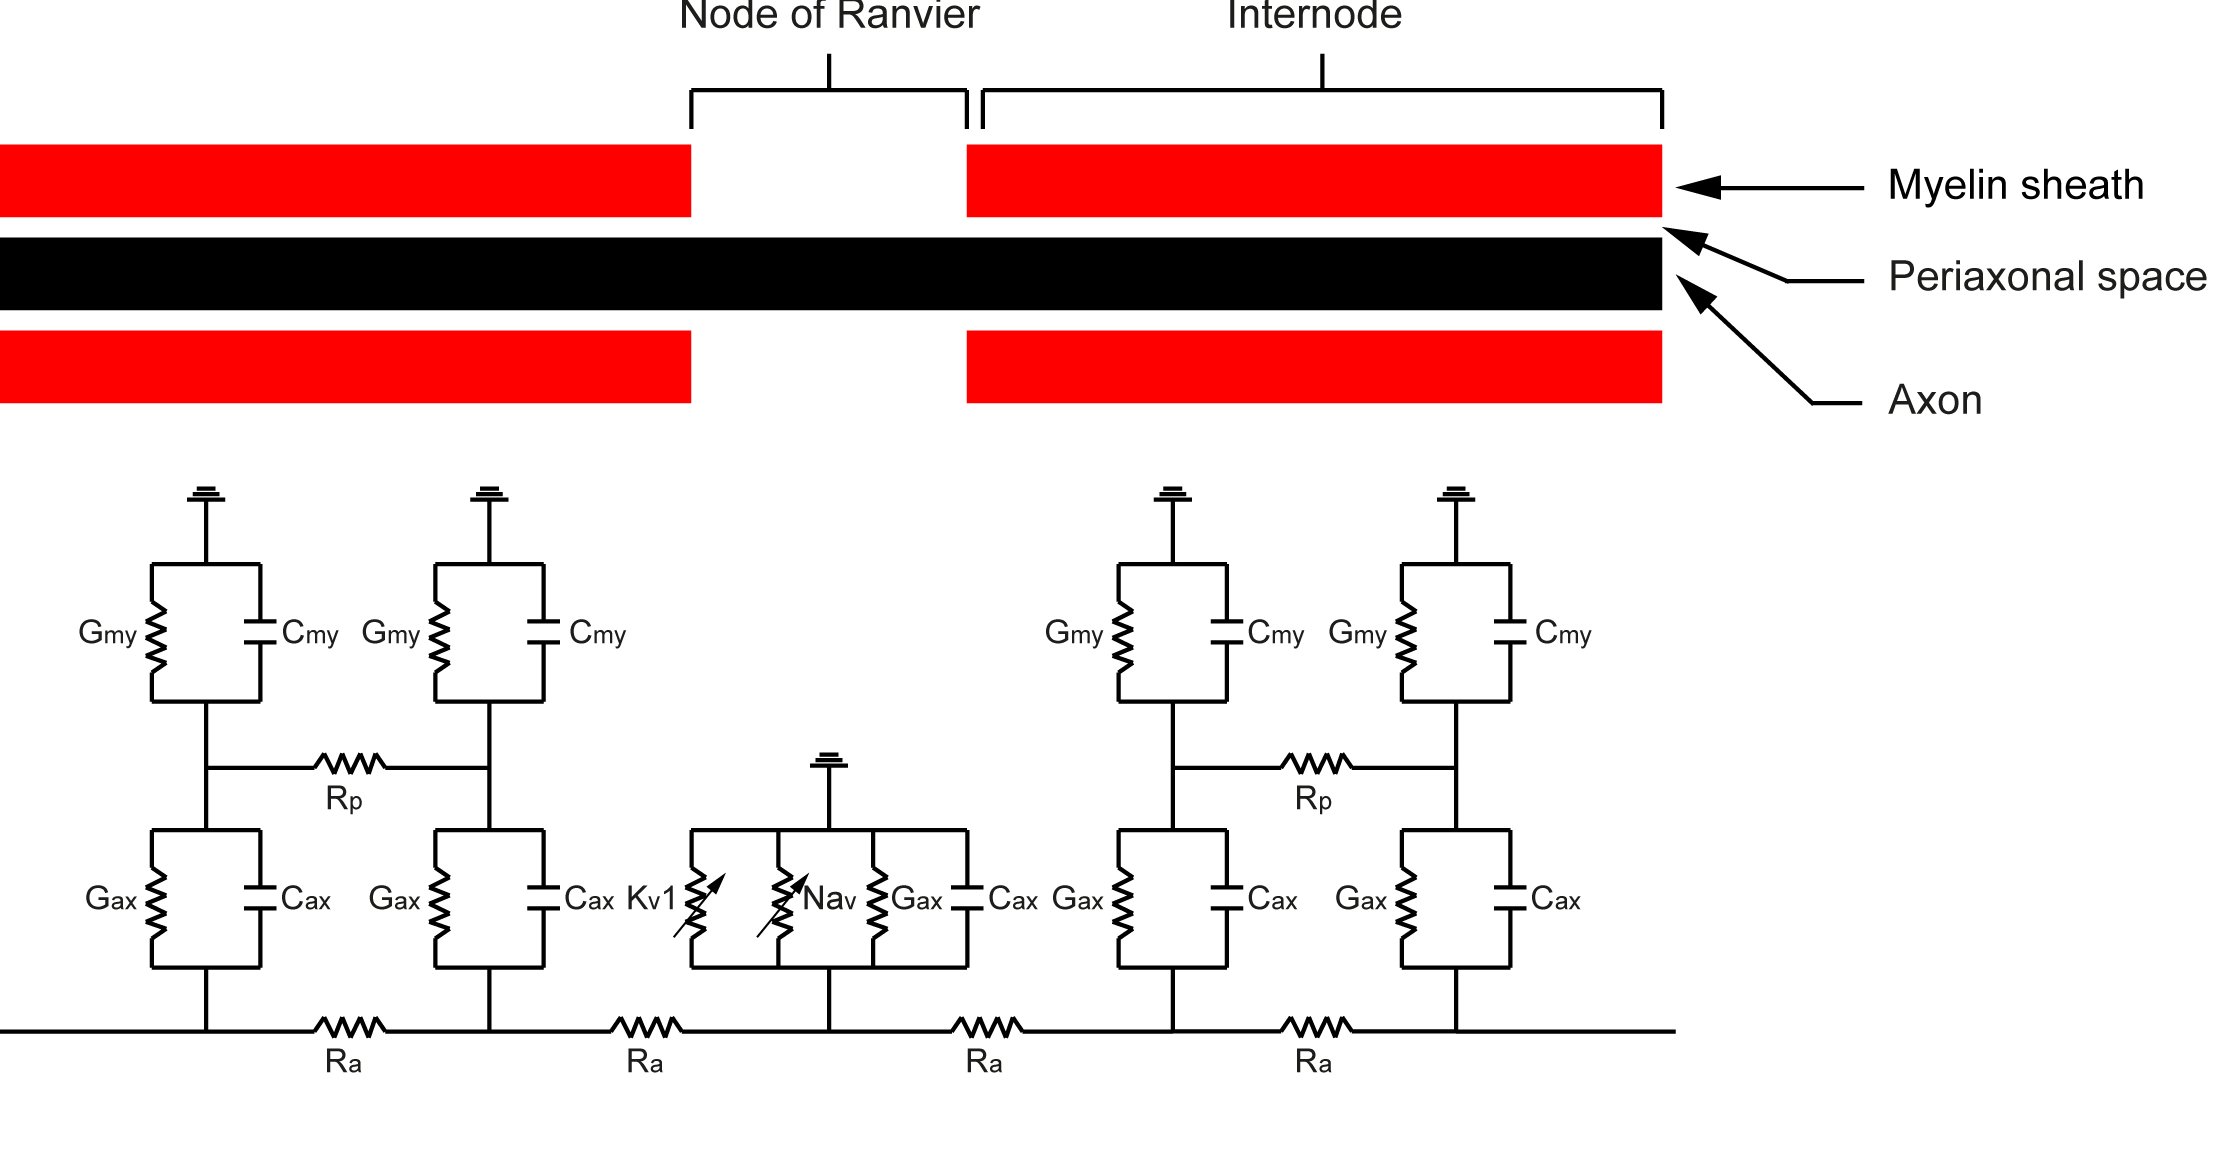 Node of Ranvier
Internode
Myelin sheath
Periaxonal space
Axon
Gmy Cmy Gmy Cmy Gmy Cmy Gmy Cmy
Rp Rp
Gax Cax Gax Cax Kv1 Nav Gax Cax Gax Cax Gax Cax
Ra Ra Ra Ra